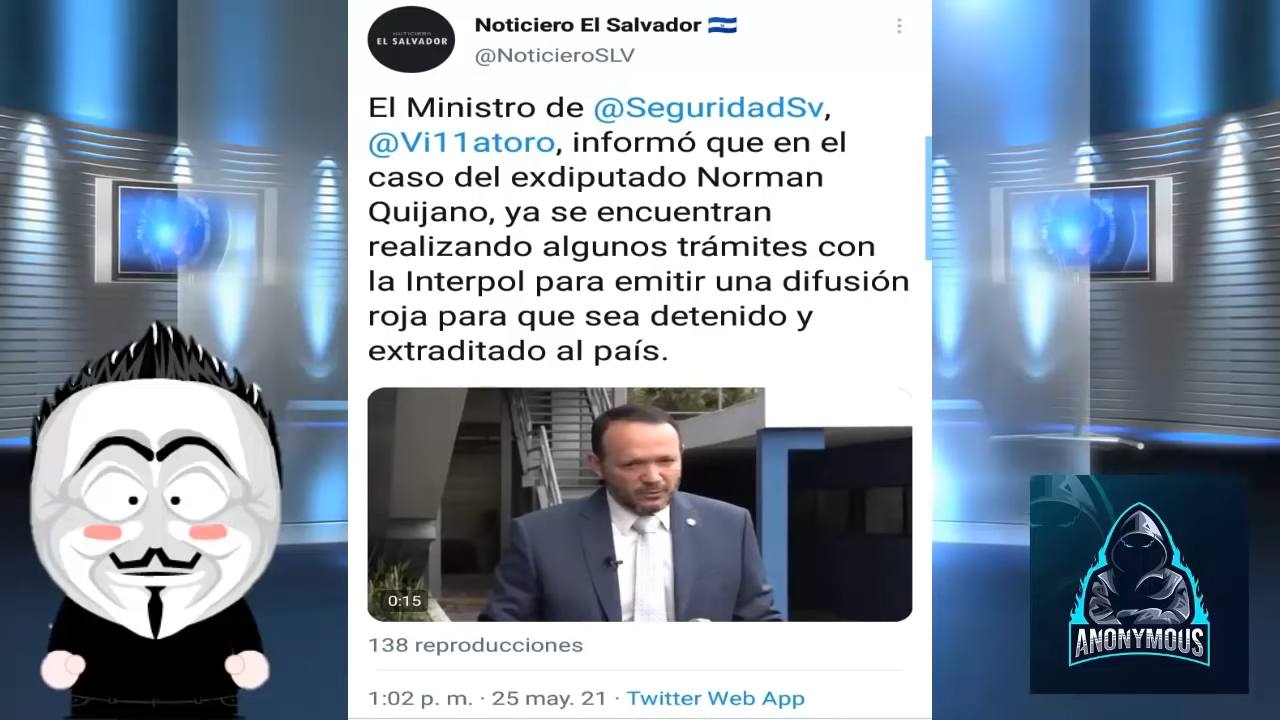 Noticiero El Salvador
NOTICIERO
EL SALVADOR
@NoticieroSLV
El Ministro de @SeguridadSv,
@Vi11atoro, informó que en el
caso del exdiputado Norman
Quijano, ya se encuentran
realizando algunos trámites con
la Interpol para emitir una difusión
roja para que sea detenido y
extraditado al país.
0:15
138 reproducciones
1:02 p. m. · 25 may. 21 · Twitter Web App
ANONYMOUS